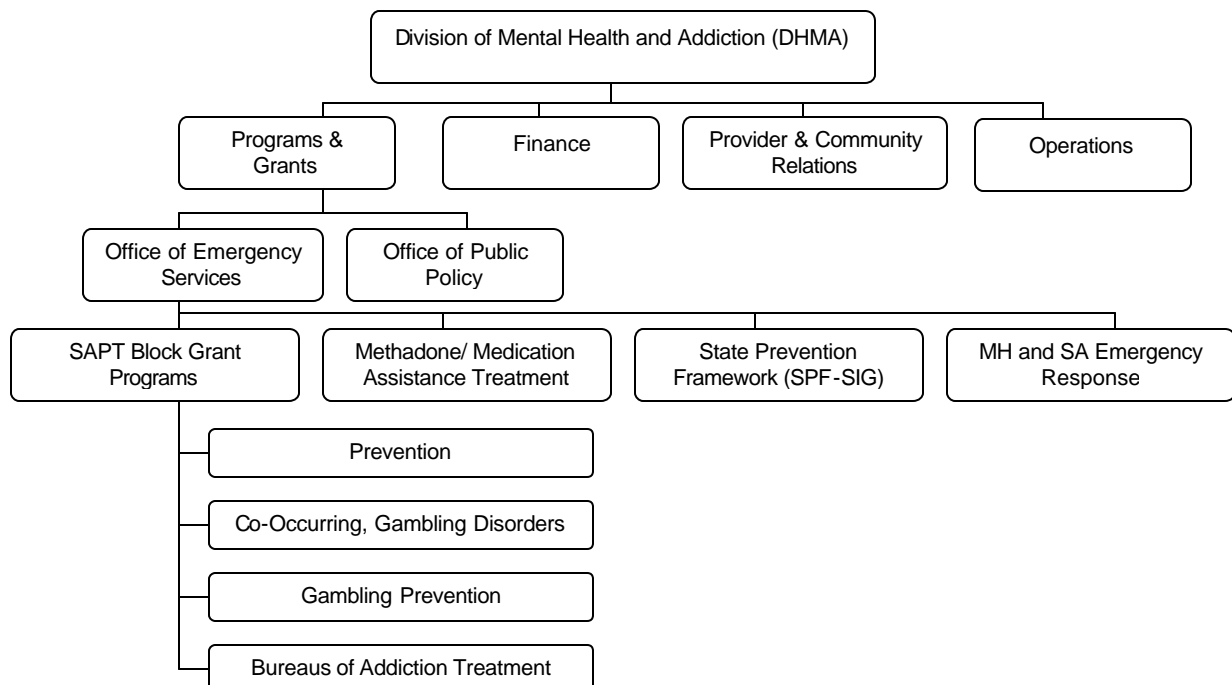 Division of Mental Health and Addiction (DHMA)
Programs &
Grants
Finance
Provider & Community
Relations
Operations
Office of Emergency
Services
Office of Public
Policy
SAPT Block Grant
Programs
Methadone/ Medication
Assistance Treatment
State Prevention
Framework (SPF-SIG)
MH and SA Emergency
Response
Prevention
Co-Occurring, Gambling Disorders
Gambling Prevention
Bureaus of Addiction Treatment